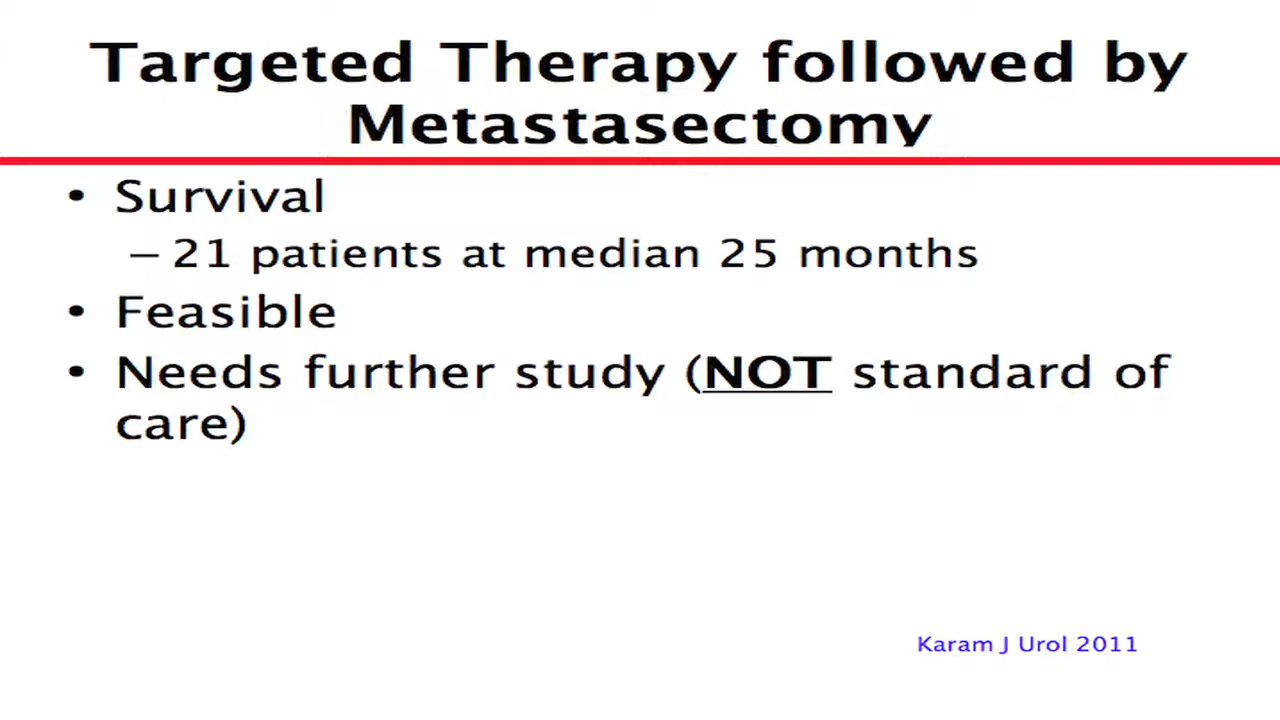 Targeted Therapy followed by
Metastasectomy
• Survival
– 21 patients at median 25 months
• Feasible
• Needs further study (NOT standard of
care)
Karam J Urol 2011